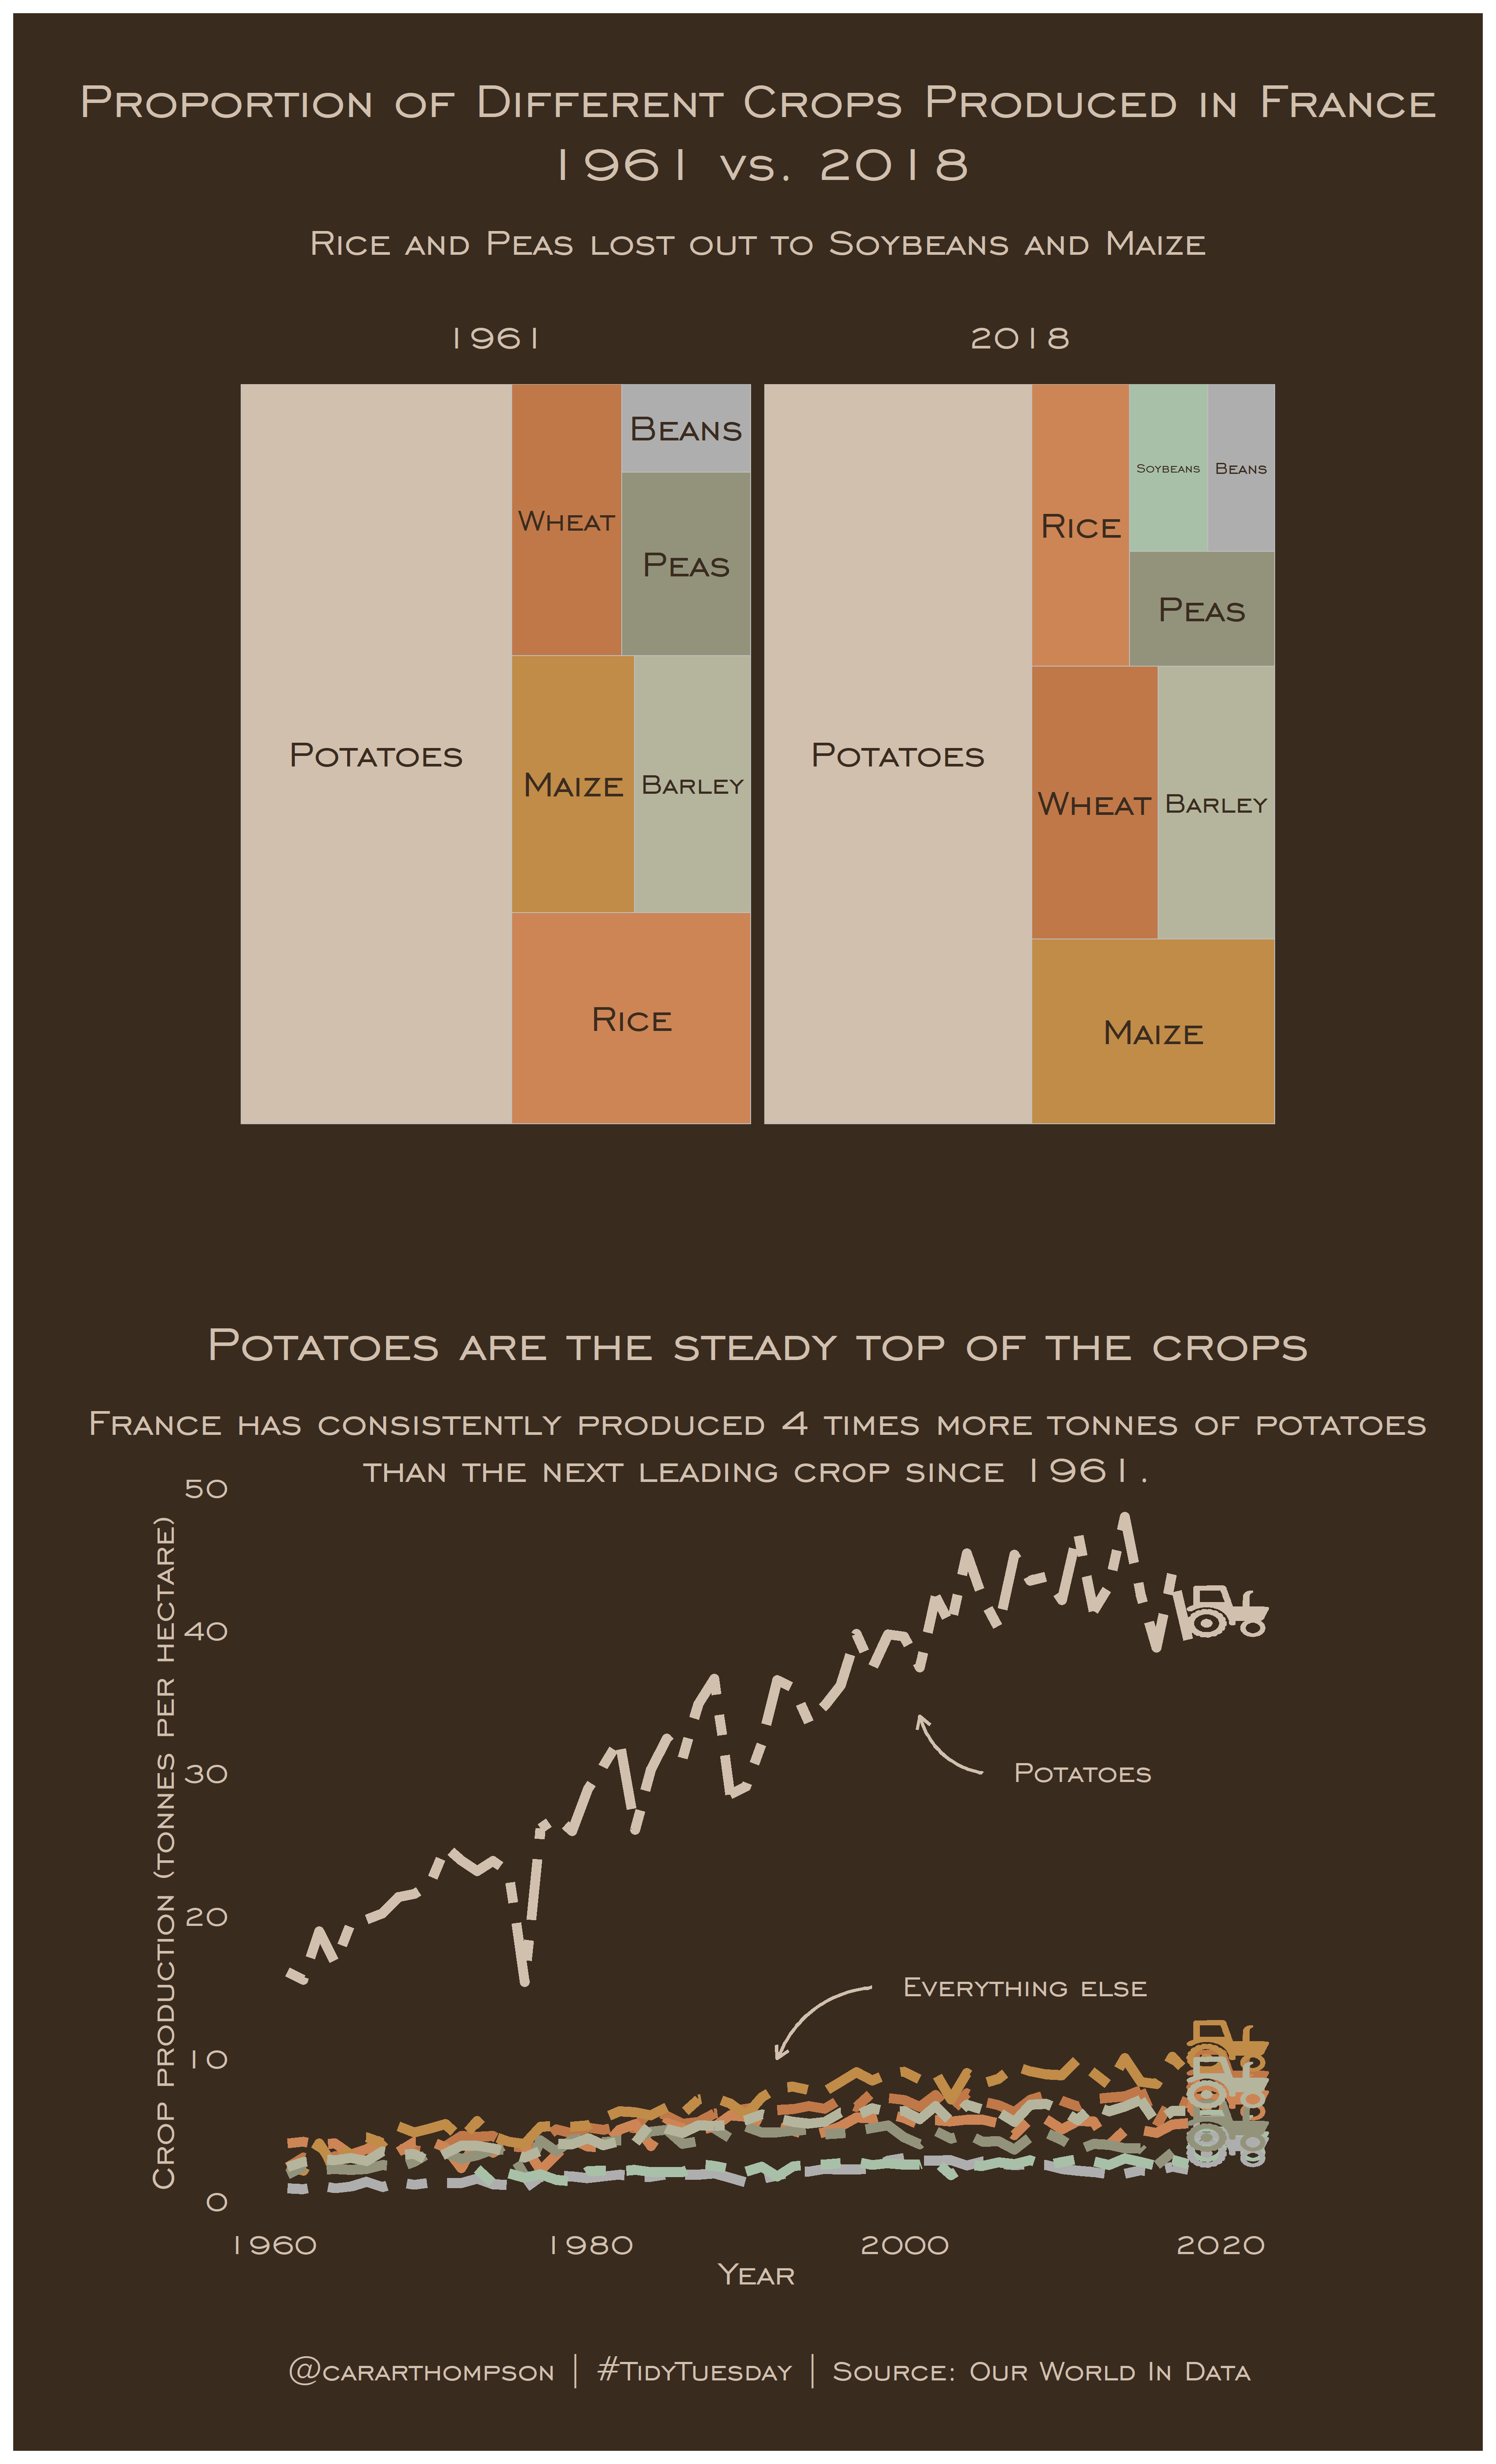 Proportion of Different Crops Produced in France
1961 vs. 2018
Rice and Peas lost out to Soybeans and Maize
1961
Potatoes
Wheat
Beans
Peas
Maize
Barley
Rice
2018
Potatoes
Rice
Soybeans
Beans
Peas
Wheat
Barley
Maize
Potatoes are the steady top of the crops
France has consistently produced 4 times more tonnes of potatoes
than the next leading crop since 1961.
Crop production (tonnes per hectare)
50
40
30
20
10
0
Potatoes
Everything else
1960
1980
2000
2020
Year
@cararthompson | #TidyTuesday | Source: Our World In Data